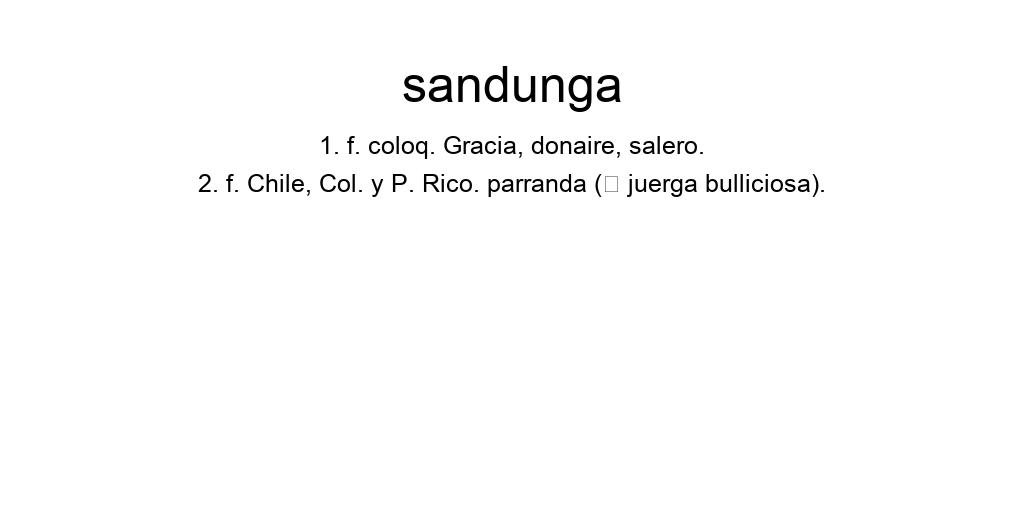 sandunga
1. f. coloq. Gracia, donaire, salero.
2. f. Chile, Col. y P. Rico. parranda (□ juerga bulliciosa).